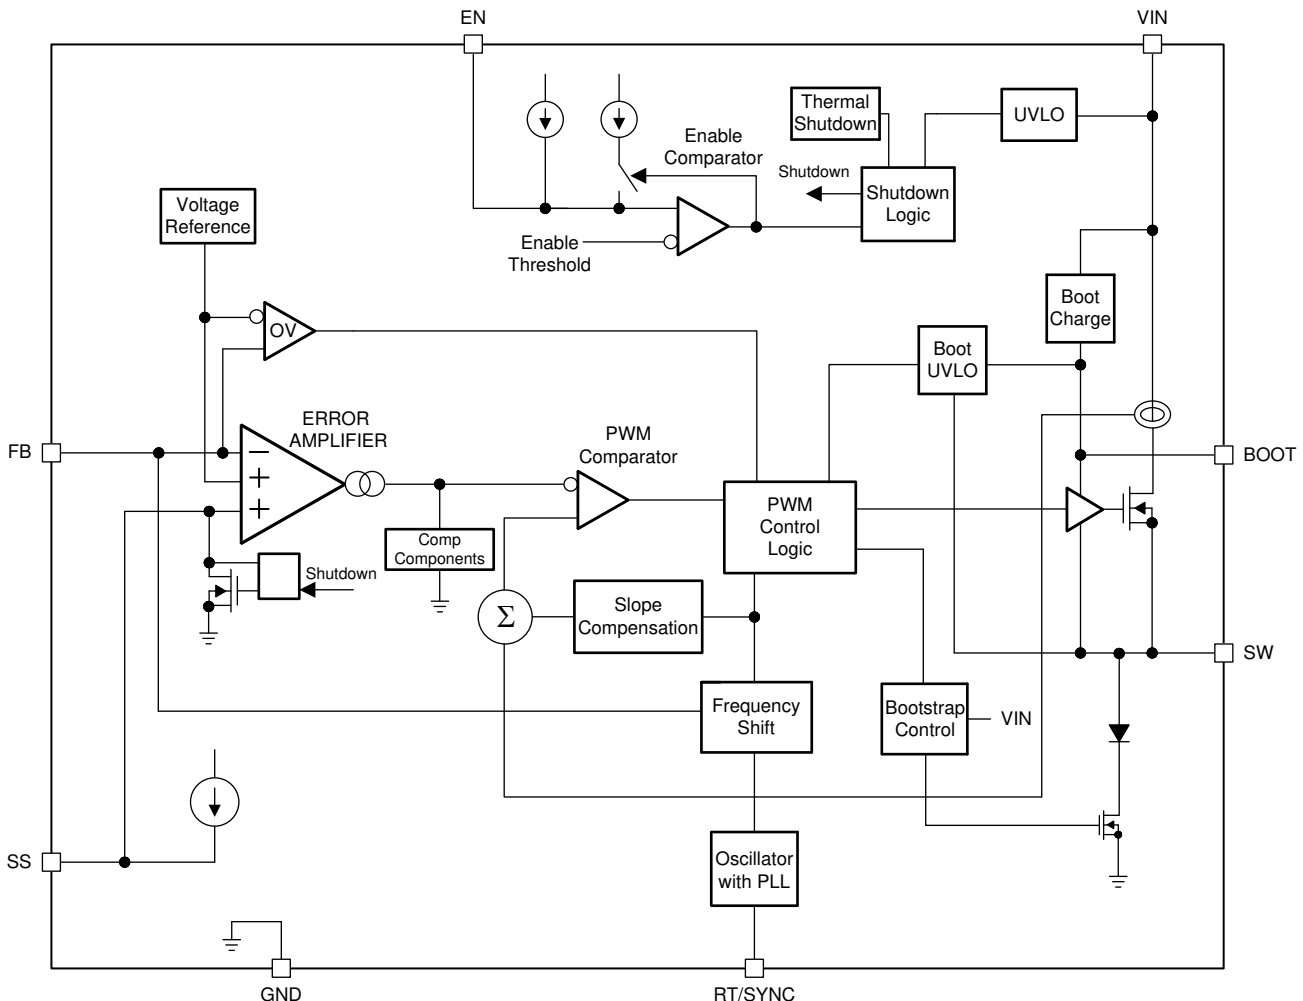 EN
VIN
Thermal
Shutdown
UVLO
Enable
Comparator
Shutdown
Shutdown
Logic
Voltage
Reference
Enable
Threshold
Boot
Charge
OV
Boot
UVLO
ERROR
AMPLIFIER
FB
−
+
+
PWM
Comparator
BOOT
PWM
Control
Logic
Comp
Components
Shutdown
Σ
Slope
Compensation
SW
Frequency
Shift
Bootstrap
Control
VIN
SS
Oscillator
with PLL
GND
RT/SYNC